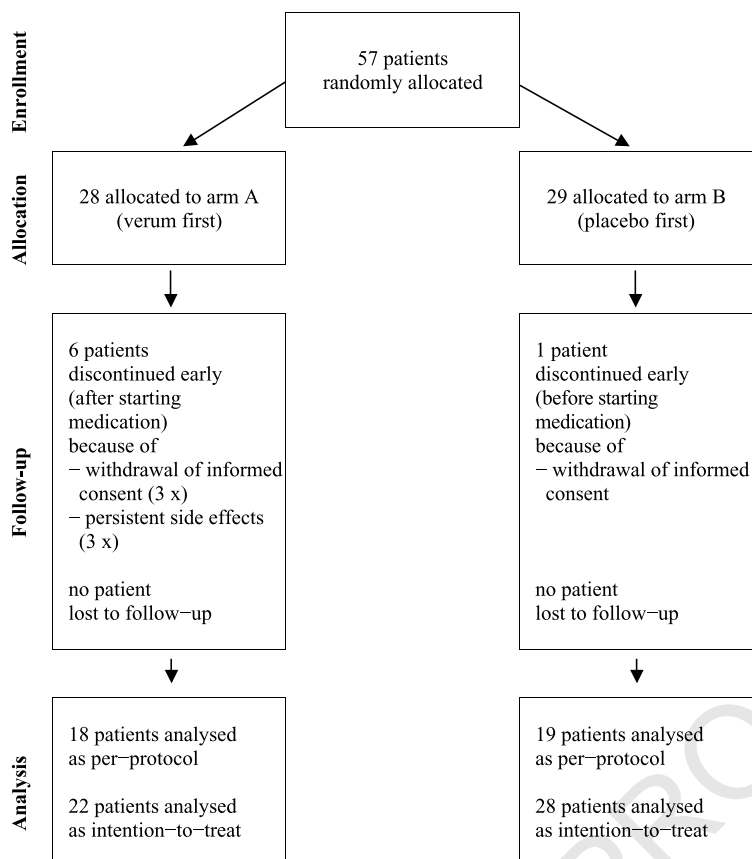 Enrollment
57 patients
randomly allocated
Allocation
28 allocated to arm A
(verum first)
29 allocated to arm B
(placebo first)
Follow-up
6 patients
discontinued early
(after starting
medication)
because of
− withdrawal of informed
consent (3 x)
− persistent side effects
(3 x)
no patient
lost to follow−up
1 patient
discontinued early
(before starting
medication)
because of
− withdrawal of informed
consent
no patient
lost to follow−up
Analysis
18 patients analysed
as per−protocol
22 patients analysed
as intention−to−treat
19 patients analysed
as per−protocol
28 patients analysed
as intention−to−treat
PRO